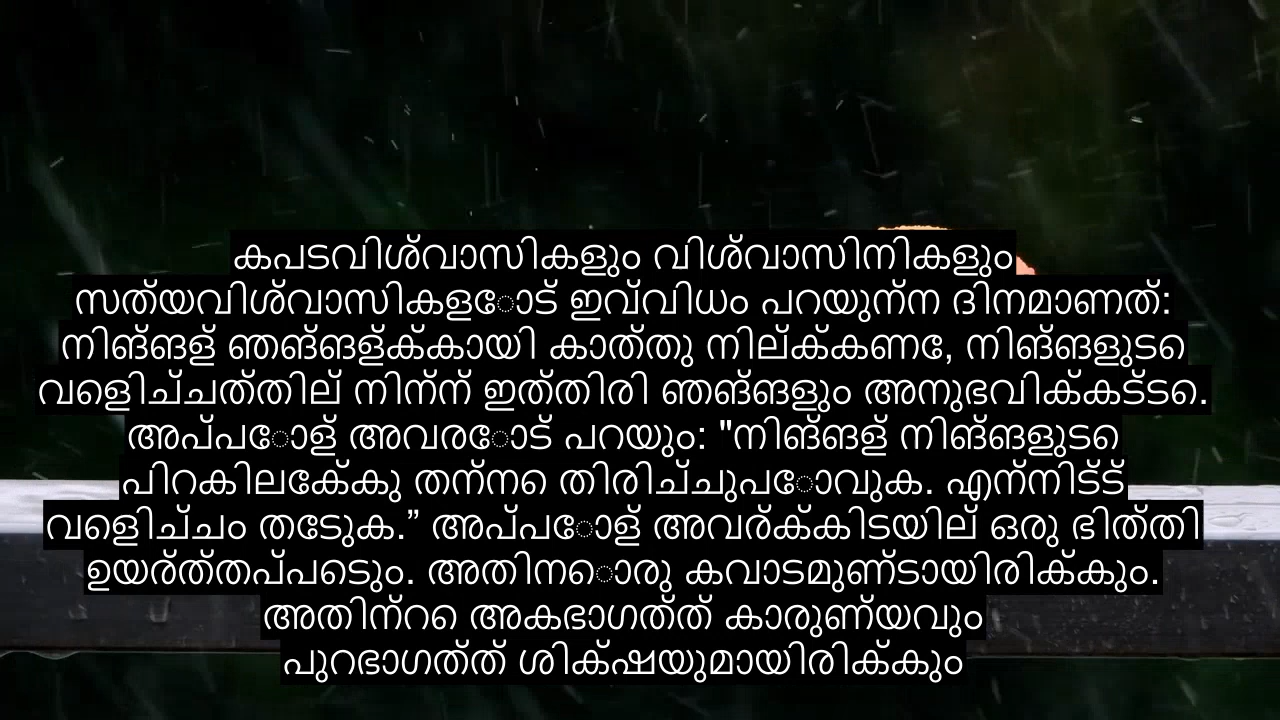 കപടവിശ്വാസികളും വിശ്വാസിനികളും
സത്യവിശ്വാസികളോട് ഇവ്വിധം പറയുന്ന ദിനമാണത്:
നിങ്ങള് ഞങ്ങള്ക്കായി കാത്തു നില്ക്കണേ, നിങ്ങളുടെ
വെളിച്ചത്തില് നിന്ന് ഇത്തിരി ഞങ്ങളും അനുഭവിക്കട്ടെ.
അപ്പോള് അവരോട് പറയും: "നിങ്ങള് നിങ്ങളുടെ
പിറകിലേക്കു തന്നെ തിരിച്ചുപോവുക. എന്നിട്ട്
വെളിച്ചം തേടുക.” അപ്പോള് അവര്ക്കിടയില് ഒരു ഭിത്തി
ഉയര്ത്തപ്പെടും. അതിനൊരു കവാടമുണ്ടായിരിക്കും.
അതിന്റെ അകഭാഗത്ത് കാരുണ്യവും
പുറഭാഗത്ത് ശിക്ഷയുമായിരിക്കും